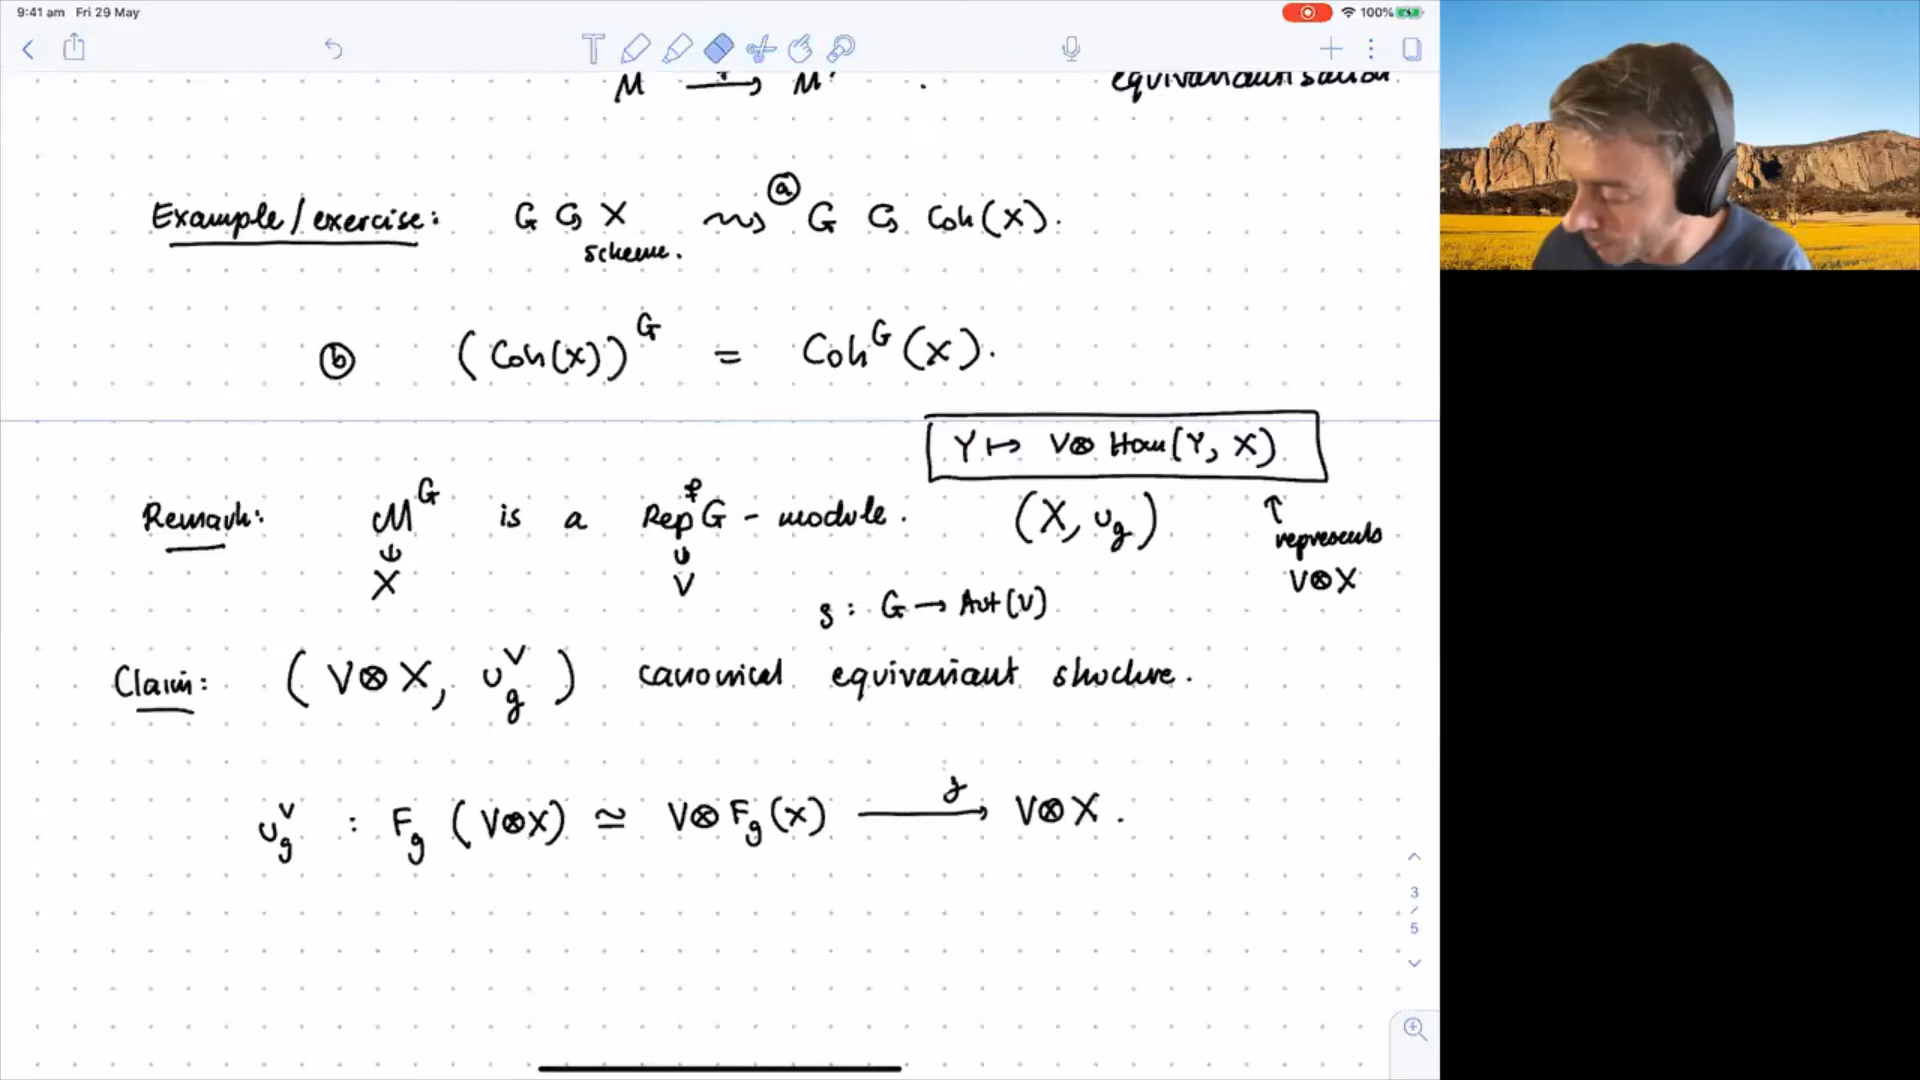 9:41 am Fri 29 May
100%
M → M' . equivariantisation
Example/exercise: G ↻ X ⇝ ⓐ G ↻ Coh(X).
scheme.
ⓑ (Coh(X))^G = Coh^G(X).
Y ↦ V⊗ Hom(Y, X)
Remark: M^G is a Rep^f G - module. (X, u_g) ↑
represents
X V V⊗X
ρ: G → Aut(V)
Claim: (V⊗X, u_g^V) canonical equivariant structure.
u_g^V : F_g (V⊗X) ≃ V⊗F_g(X) → V⊗X.
3
/
5